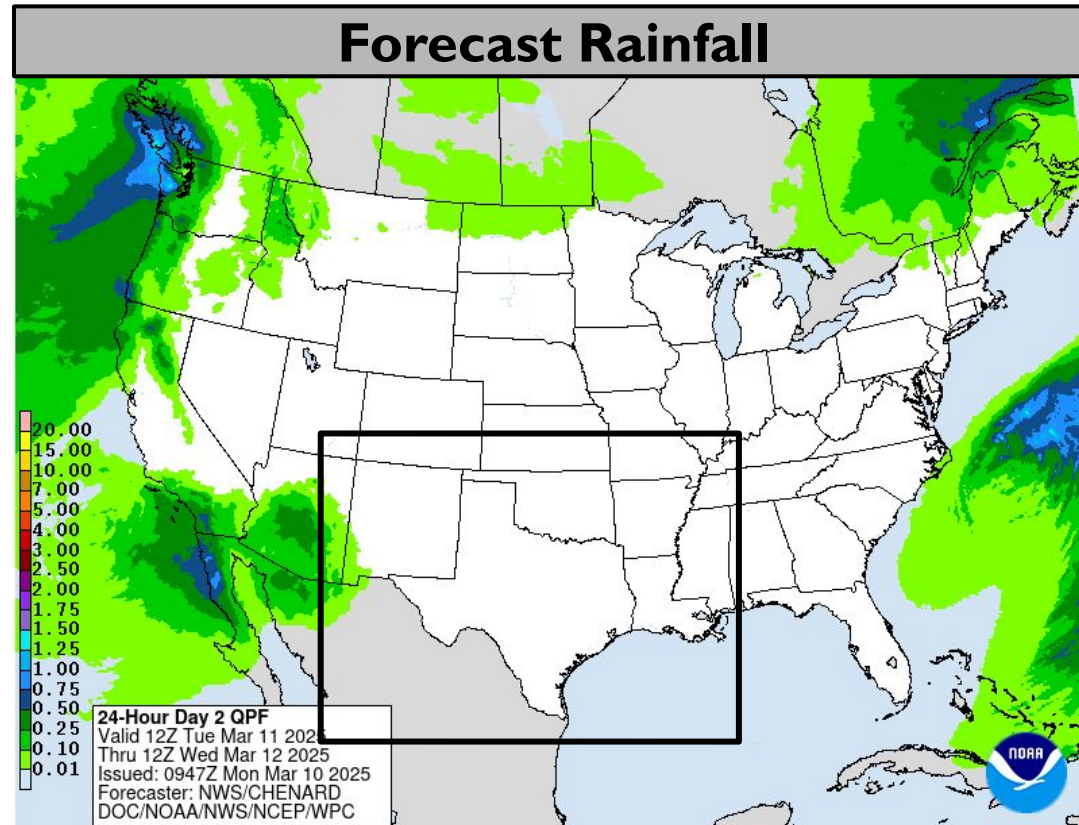 Forecast Rainfall
20.00
15.00
10.00
7.00
5.00
4.00
3.00
2.50
2.00
1.75
1.50
1.25
1.00
0.75
0.50
0.25
0.10
0.01
24-Hour Day 2 QPF
Valid 12Z Tue Mar 11 2025
Thru 12Z Wed Mar 12 2025
Issued: 0947Z Mon Mar 10 2025
Forecaster: NWS/CHENARD
DOC/NOAA/NWS/NCEP/WPC
NOAA